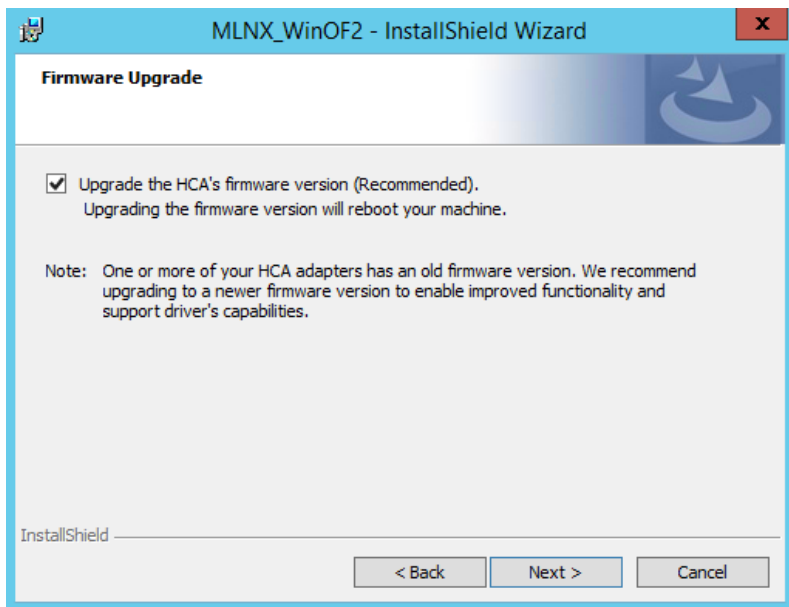 MLNX_WinOF2 - InstallShield Wizard
x
Firmware Upgrade
Upgrade the HCA's firmware version (Recommended).
Upgrading the firmware version will reboot your machine.
Note: One or more of your HCA adapters has an old firmware version. We recommend
upgrading to a newer firmware version to enable improved functionality and
support driver's capabilities.
InstallShield
< Back
Next >
Cancel